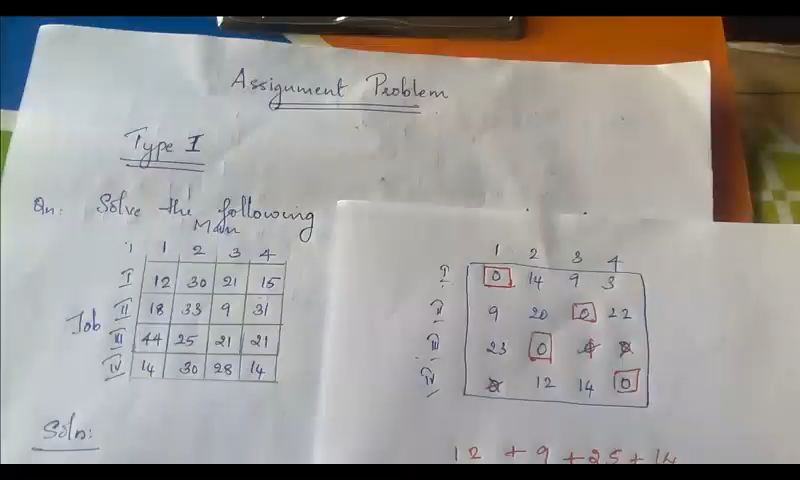 Assignment Problem
Type I
Qn: Solve the following
Man
1 2 3 4
I 12 30 21 15
Job II 18 33 9 31
III 44 25 21 21
IV 14 30 28 14
Soln:
1 2 3 4
I 0 14 9 3
II 9 20 0 22
III 23 0
IV 0 12 14 0
12 + 9 + 25 + 14